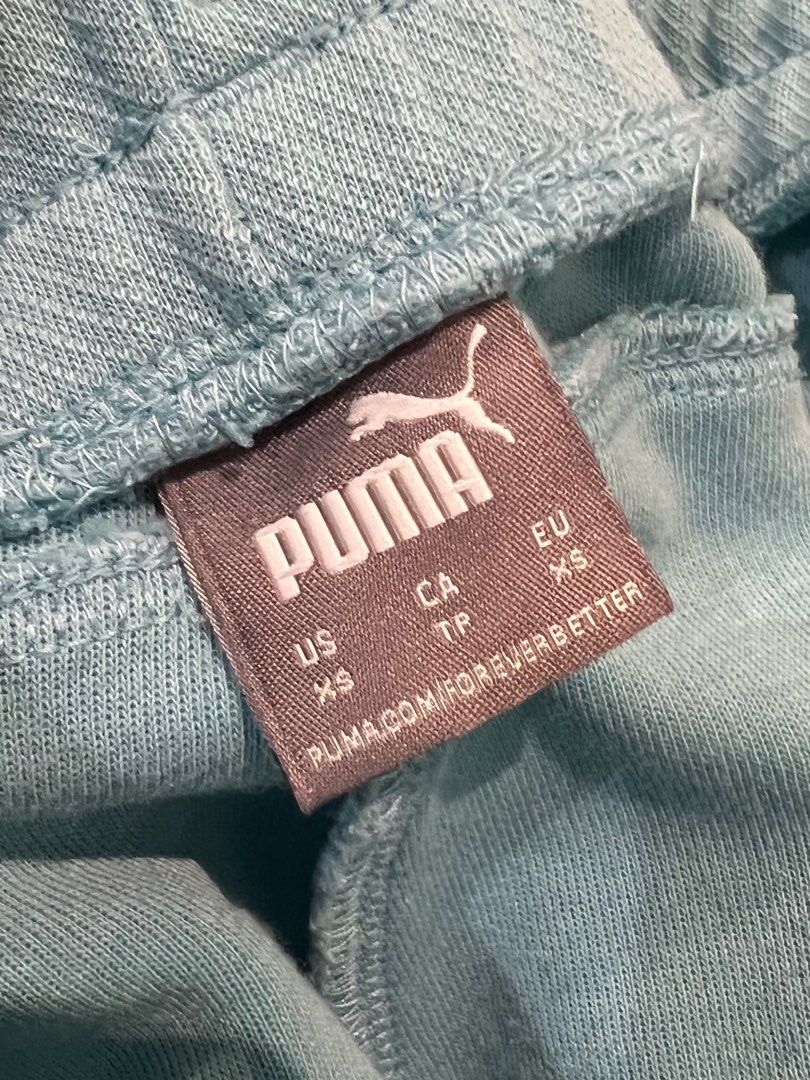 PUMA
US CA EU
XS TP XS
PUMA.COM/FOREVERBETTER